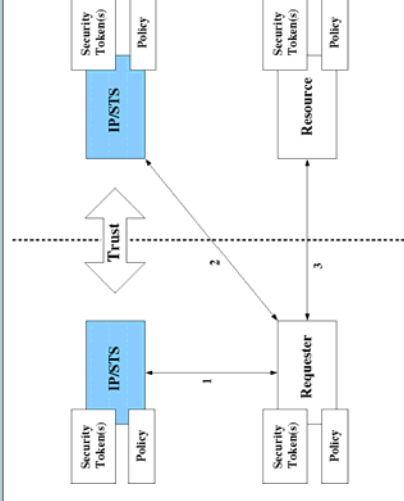 Security
Token(s)
Policy
IP/STS
Trust
IP/STS
Security
Token(s)
Policy
1
2
3
Security
Token(s)
Policy
Requester
Resource
Security
Token(s)
Policy